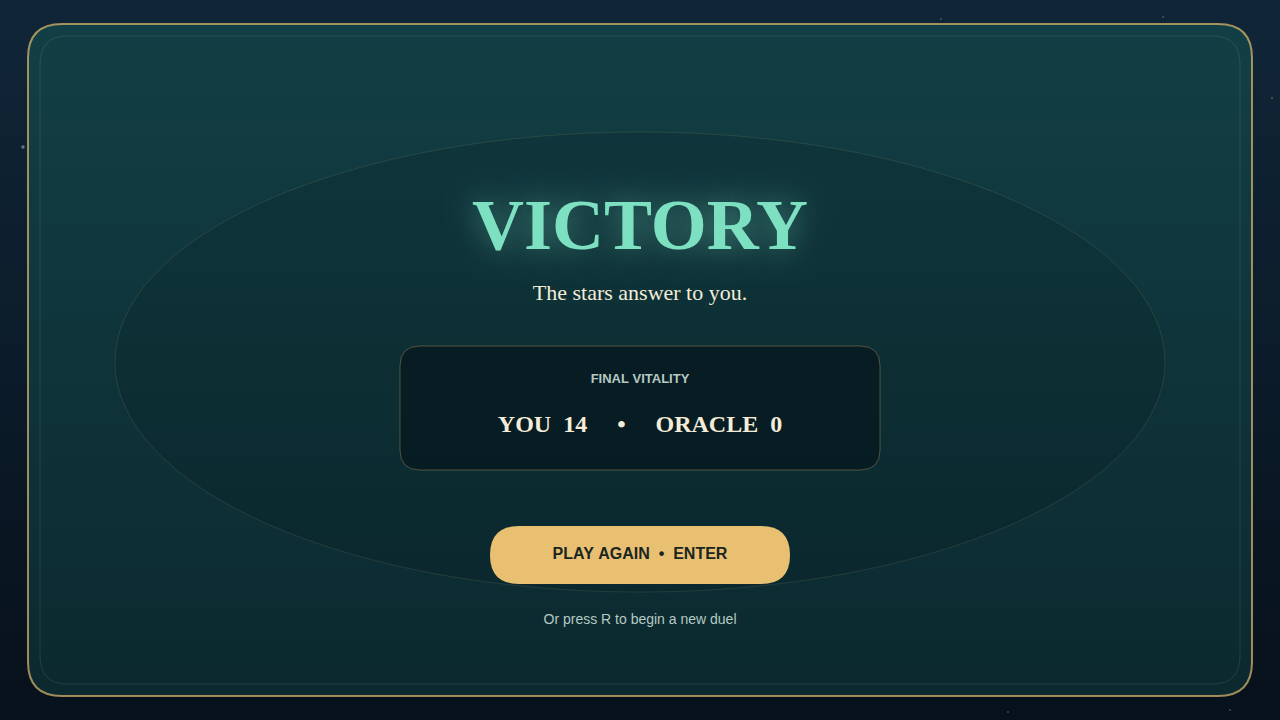 VICTORY
The stars answer to you.
FINAL VITALITY
YOU 14 • ORACLE 0
PLAY AGAIN • ENTER
Or press R to begin a new duel